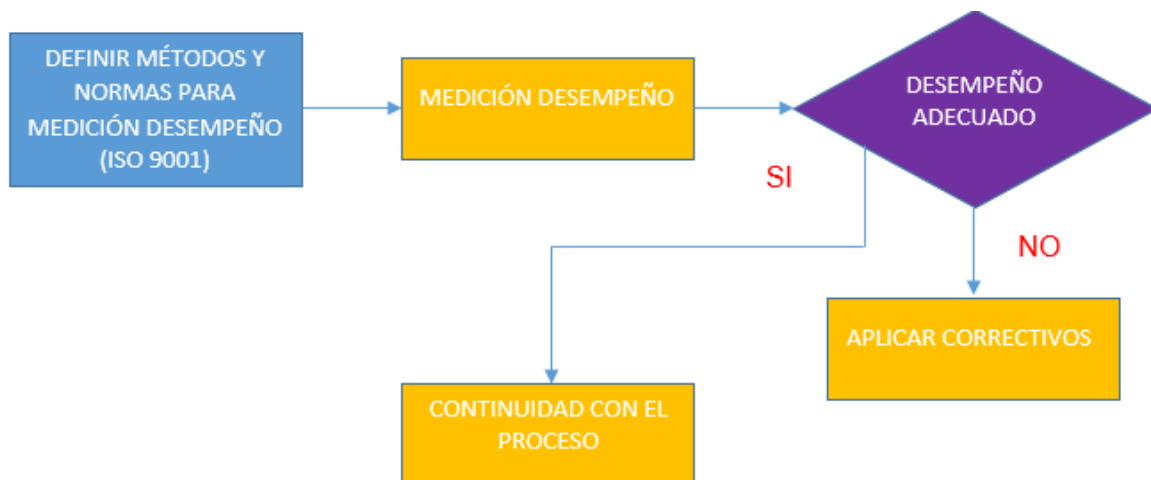 DEFINIR MÉTODOS Y
NORMAS PARA
MEDICIÓN DESEMPEÑO
(ISO 9001)
MEDICIÓN DESEMPEÑO
DESEMPEÑO
ADECUADO
SI
NO
APLICAR CORRECTIVOS
CONTINUIDAD CON EL
PROCESO